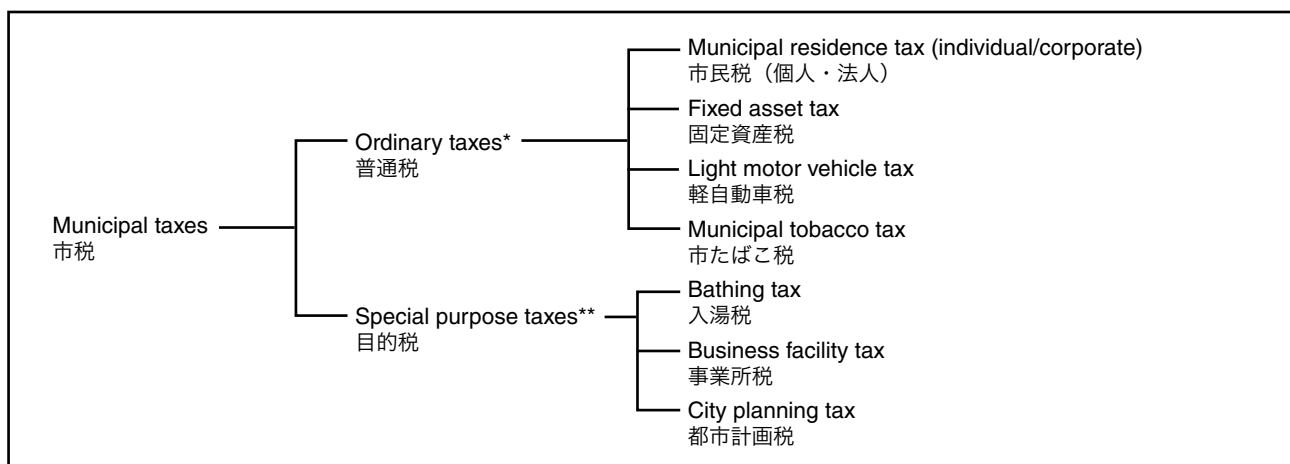 Municipal taxes
市税
Ordinary taxes*
普通税
Municipal residence tax (individual/corporate)
市民税（個人・法人）
Fixed asset tax
固定資産税
Light motor vehicle tax
軽自動車税
Municipal tobacco tax
市たばこ税
Special purpose taxes**
目的税
Bathing tax
入湯税
Business facility tax
事業所税
City planning tax
都市計画税